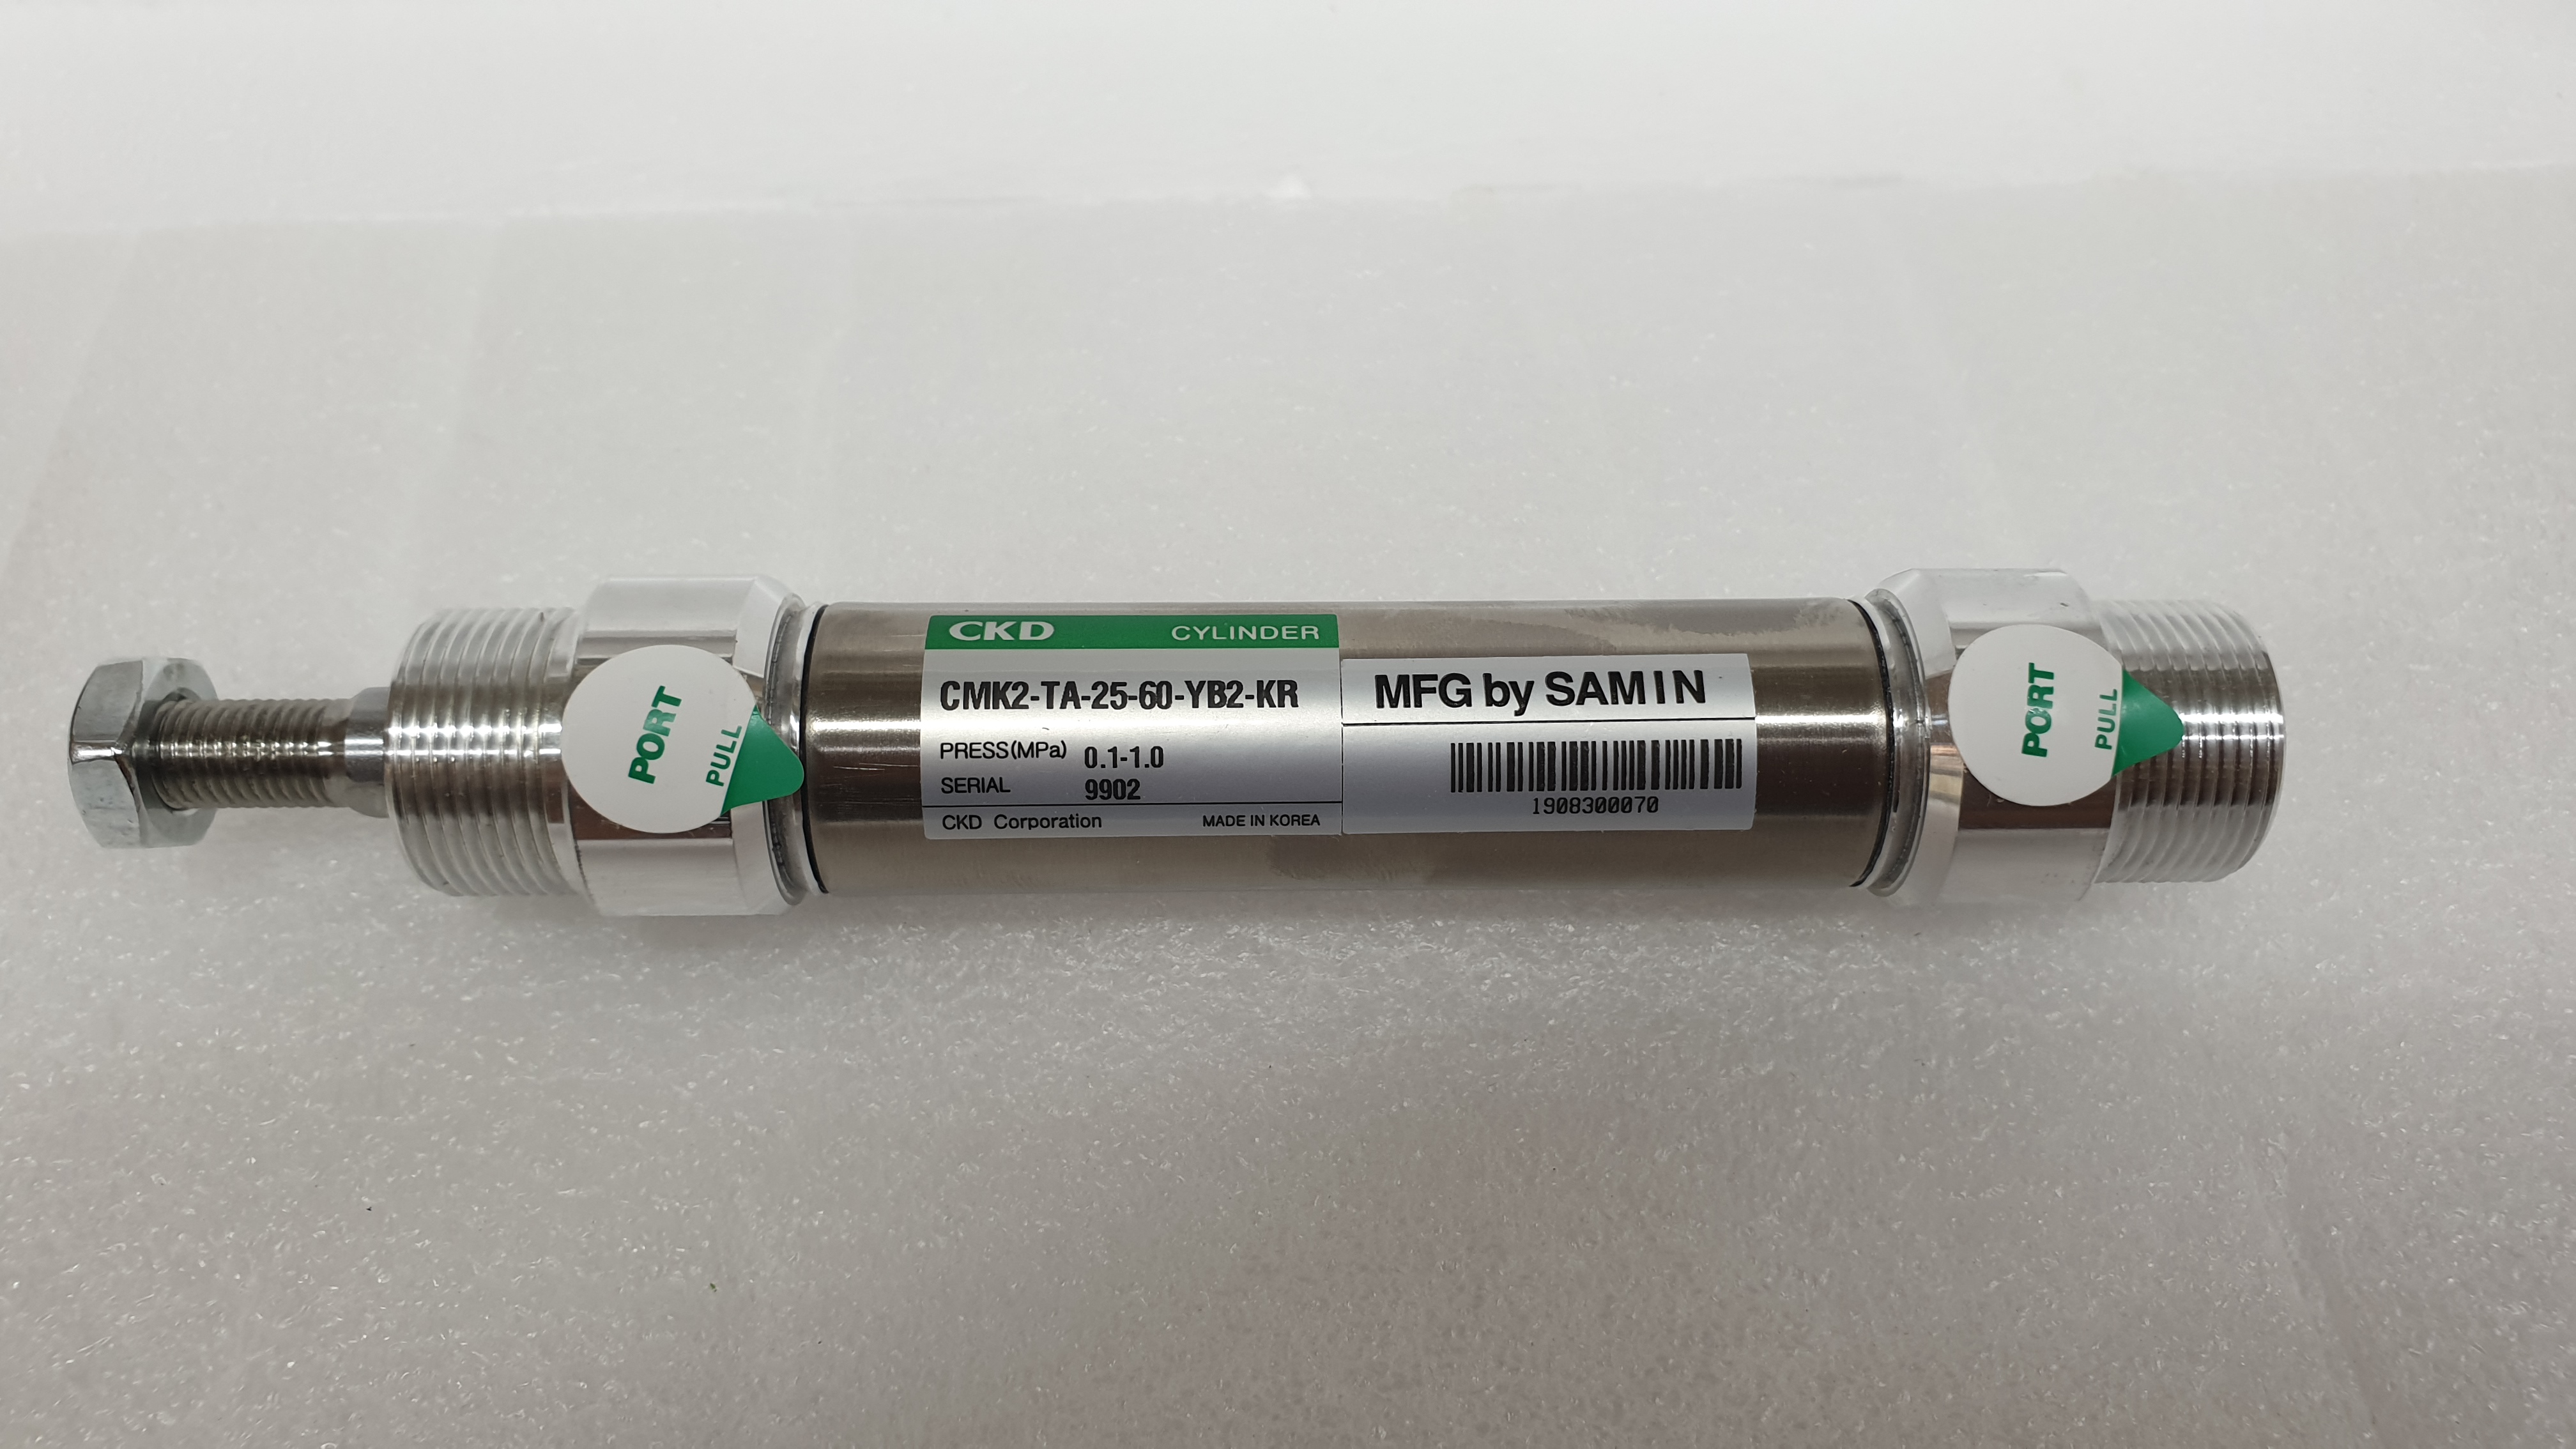 PORT
PULL
CKD CYLINDER
CMK2-TA-25-60-YB2-KR
PRESS(MPa) 0.1-1.0
SERIAL 9902
CKD Corporation MADE IN KOREA
MFG by SAMIN
1908300070
PORT
PULL